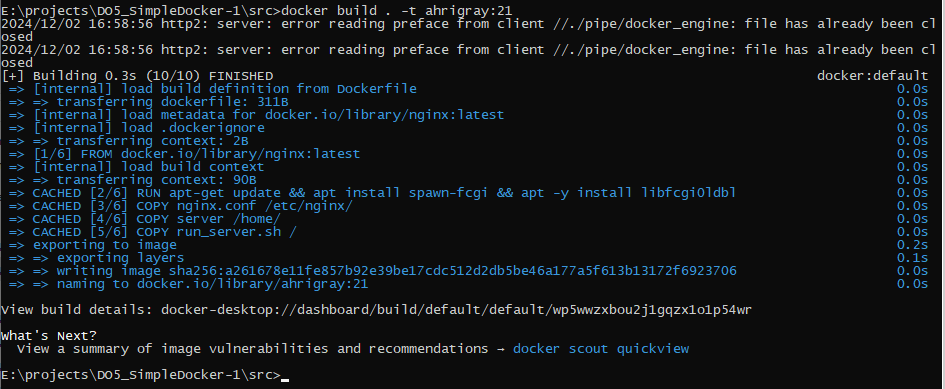 E:\projects\DO5_SimpleDocker-1\src>docker build . -t ahrigray:21
2024/12/02 16:58:56 http2: server: error reading preface from client //./pipe/docker_engine: file has already been cl
osed
2024/12/02 16:58:56 http2: server: error reading preface from client //./pipe/docker_engine: file has already been cl
osed
[+] Building 0.3s (10/10) FINISHED docker:default
=> [internal] load build definition from Dockerfile 0.0s
=> => transferring dockerfile: 311B 0.0s
=> [internal] load metadata for docker.io/library/nginx:latest 0.0s
=> [internal] load .dockerignore 0.0s
=> => transferring context: 2B 0.0s
=> [1/6] FROM docker.io/library/nginx:latest 0.0s
=> [internal] load build context 0.0s
=> => transferring context: 90B 0.0s
=> CACHED [2/6] RUN apt-get update && apt install spawn-fcgi && apt -y install libfcgi0ldbl 0.0s
=> CACHED [3/6] COPY nginx.conf /etc/nginx/ 0.0s
=> CACHED [4/6] COPY server /home/ 0.0s
=> CACHED [5/6] COPY run_server.sh / 0.0s
=> exporting to image 0.2s
=> => exporting layers 0.1s
=> => writing image sha256:a261678e11fe857b92e39be17cdc512d2db5be46a177a5f613b13172f6923706 0.0s
=> => naming to docker.io/library/ahrigray:21 0.0s
View build details: docker-desktop://dashboard/build/default/default/wp5wwzxbou2j1gqzx1o1p54wr
What's Next?
View a summary of image vulnerabilities and recommendations → docker scout quickview
E:\projects\DO5_SimpleDocker-1\src>_